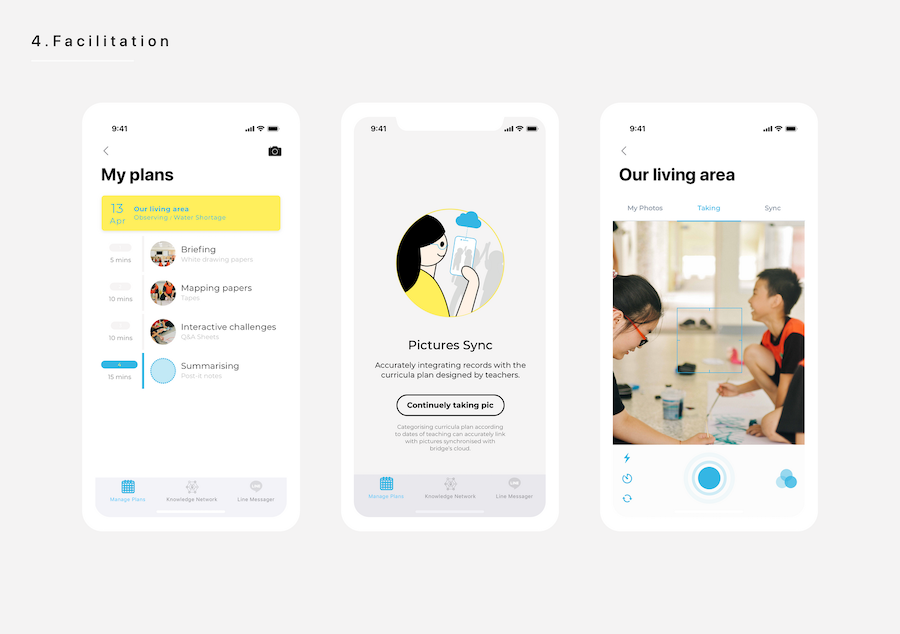 4.Facilitation
9:41
My plans
13
Apr
Our living area
Observing / Water Shortage
5 mins
Briefing
White drawing papers
10 mins
Mapping papers
Tapes
10 mins
Interactive challenges
Q&A Sheets
4
15 mins
Summarising
Post-it notes
Manage Plans
Knowledge Network
LINE
Line Messager
9:41
Pictures Sync
Accurately integrating records with the
curricula plan designed by teachers.
Continuely taking pic
Categorising curricula plan according
to dates of teaching can accurately link
with pictures synchronised with
bridge's cloud.
Manage Plans
Knowledge Network
LINE
Line Messager
9:41
Our living area
My Photos
Taking
Sync